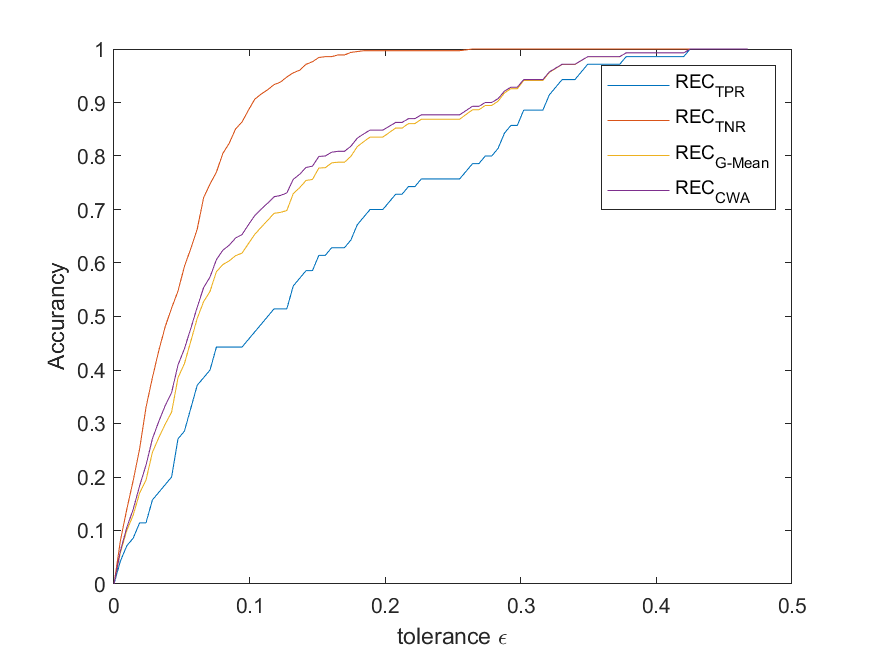 1
0.9
0.8
0.7
0.6
0.5
0.4
0.3
0.2
0.1
0
Accurancy
REC_TPR
REC_TNR
REC_G-Mean
REC_CWA
0 0.1 0.2 0.3 0.4 0.5
tolerance ϵ